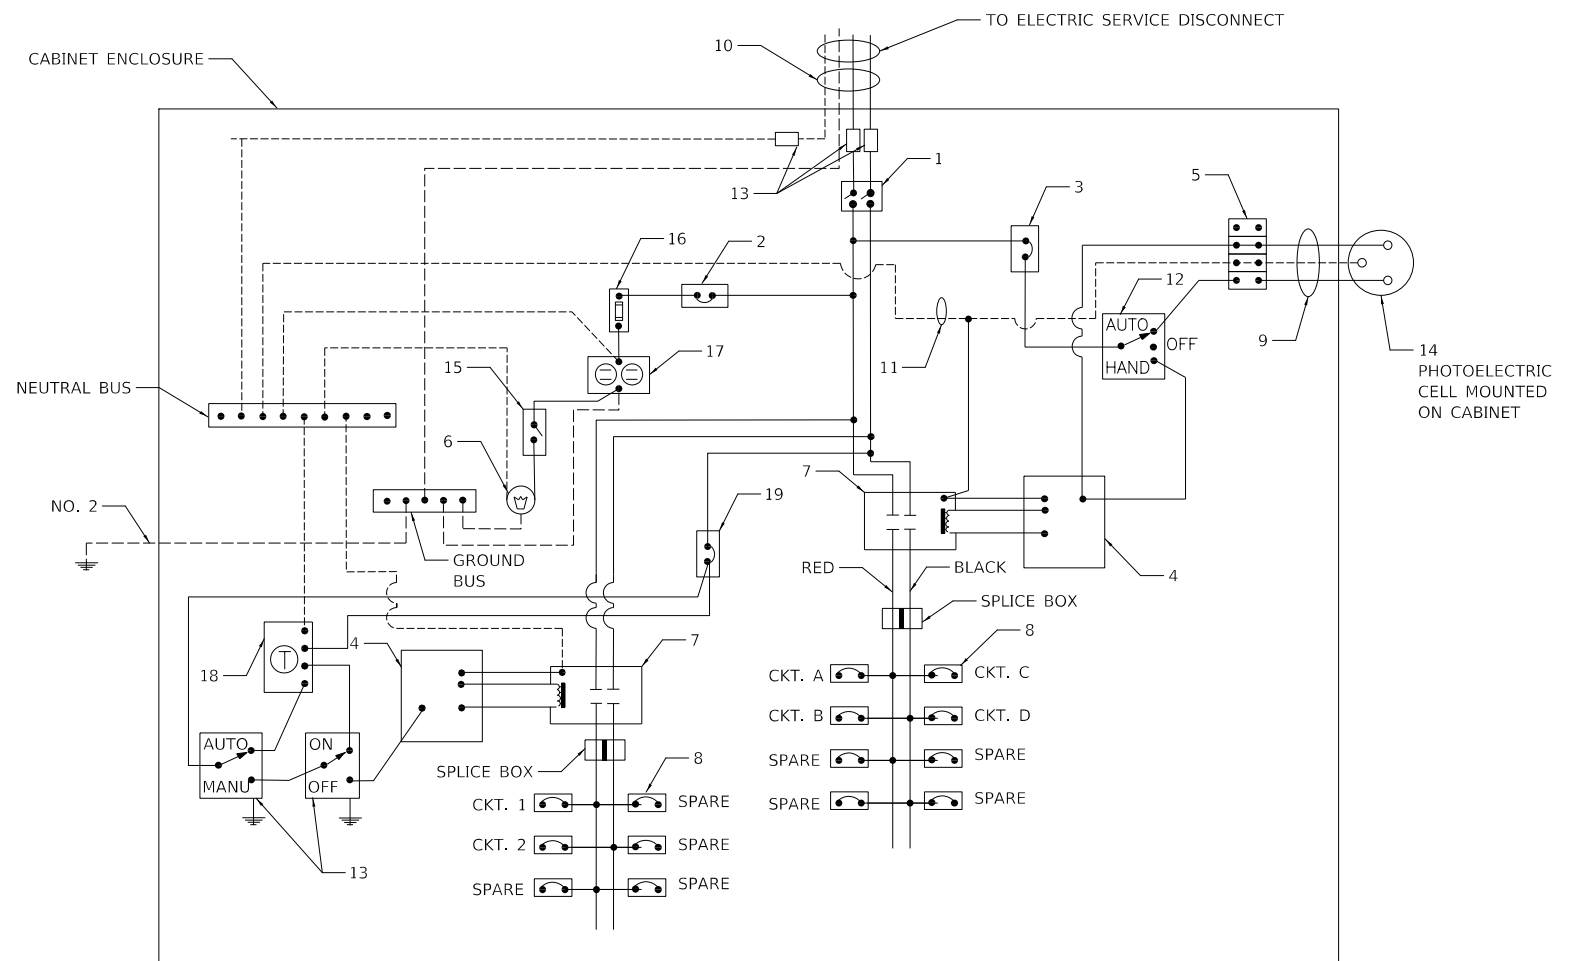 TO ELECTRIC SERVICE DISCONNECT
10
CABINET ENCLOSURE
1
13
3
5
16
2
12
AUTO
OFF
HAND
9
14
PHOTOELECTRIC
CELL MOUNTED
ON CABINET
11
17
15
NEUTRAL BUS
6
7
19
NO. 2
GROUND
BUS
4
RED
BLACK
SPLICE BOX
8
18
T
4
7
CKT. A
CKT. C
CKT. B
CKT. D
SPARE
SPARE
SPARE
SPARE
AUTO
MANU
ON
OFF
13
SPLICE BOX
8
CKT. 1
SPARE
CKT. 2
SPARE
SPARE
SPARE